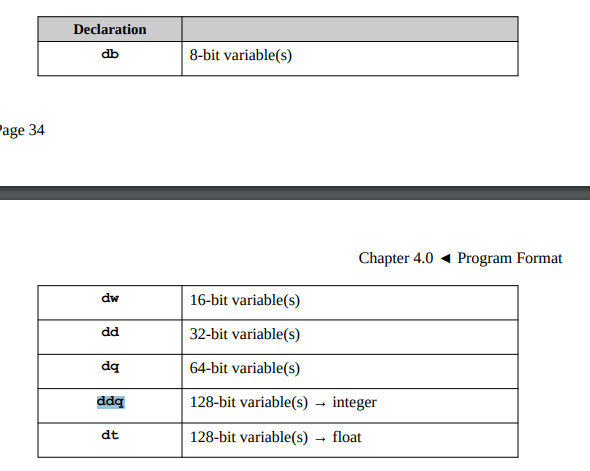 Declaration
db 8-bit variable(s)
Page 34
Chapter 4.0 ◄ Program Format
dw 16-bit variable(s)
dd 32-bit variable(s)
dq 64-bit variable(s)
ddq 128-bit variable(s) → integer
dt 128-bit variable(s) → float